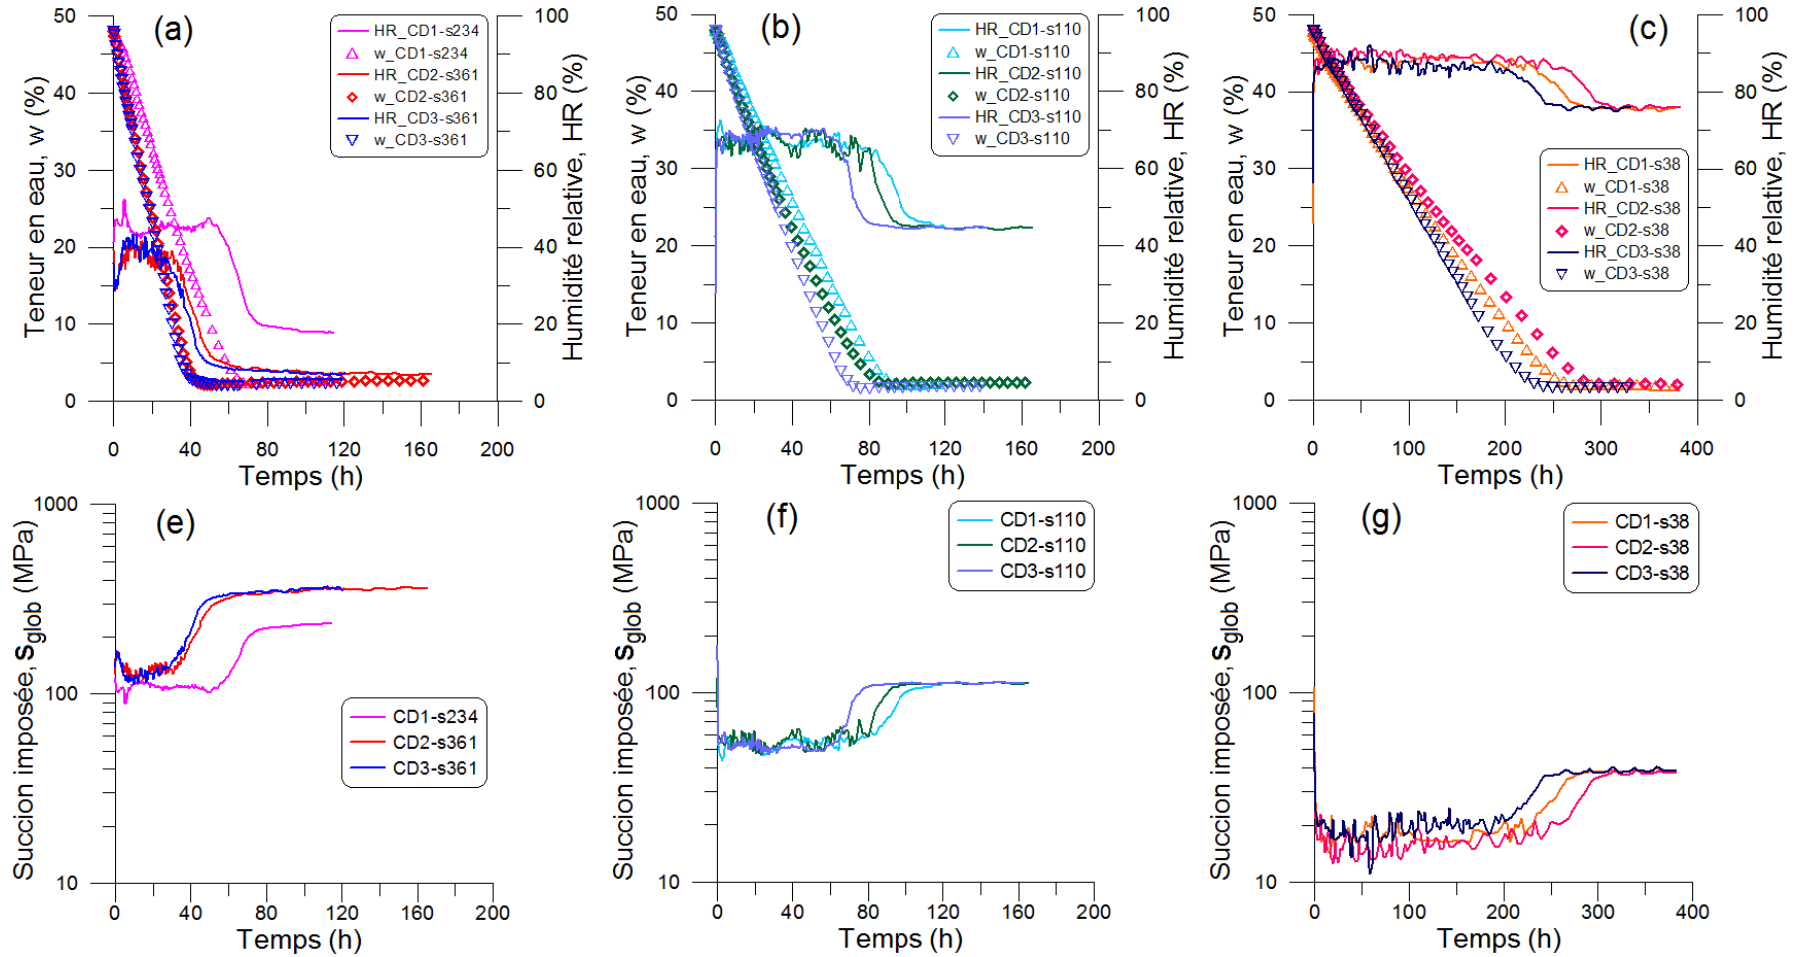 (a)
HR_CD1-s234
w_CD1-s234
HR_CD2-s361
w_CD2-s361
HR_CD3-s361
w_CD3-s361
Teneur en eau, w (%)
50
40
30
20
10
0
100
80
60
40
20
0
Humidité relative, HR (%)
0
40
80
120
160
200
Temps (h)
(b)
HR_CD1-s110
w_CD1-s110
HR_CD2-s110
w_CD2-s110
HR_CD3-s110
w_CD3-s110
Teneur en eau, w (%)
50
40
30
20
10
0
100
80
60
40
20
0
Humidité relative, HR (%)
0
40
80
120
160
200
Temps (h)
(c)
HR_CD1-s38
w_CD1-s38
HR_CD2-s38
w_CD2-s38
HR_CD3-s38
w_CD3-s38
Teneur en eau, w (%)
50
40
30
20
10
0
100
80
60
40
20
0
Humidité relative, HR (%)
0
100
200
300
400
Temps (h)
(e)
CD1-s234
CD2-s361
CD3-s361
Succion imposée, Sglob (MPa)
1000
100
10
0
40
80
120
160
200
Temps (h)
(f)
CD1-s110
CD2-s110
CD3-s110
Succion imposée, Sglob (MPa)
1000
100
10
0
40
80
120
160
200
Temps (h)
(g)
CD1-s38
CD2-s38
CD3-s38
Succion imposée, Sglob (MPa)
1000
100
10
0
100
200
300
400
Temps (h)